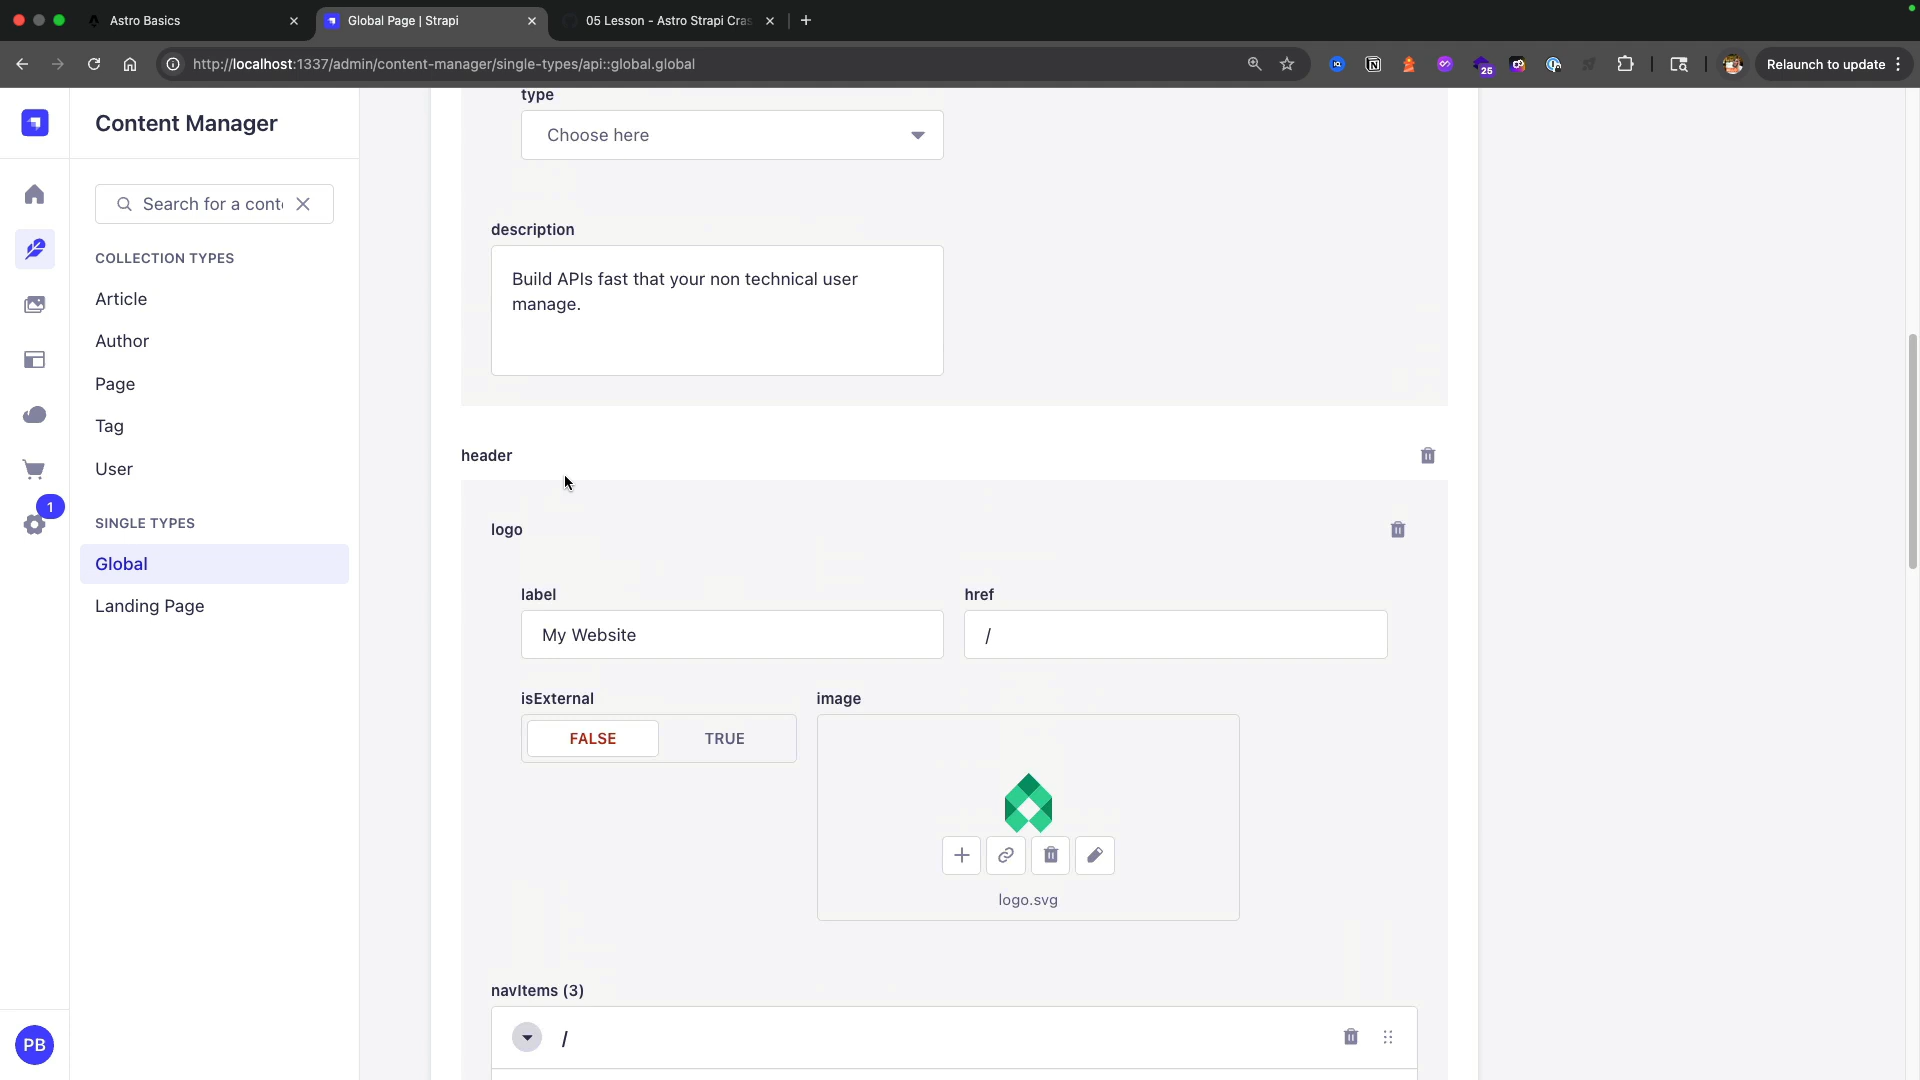 Astro Basics
Global Page | Strapi
05 Lesson - Astro Strapi Cras
http://localhost:1337/admin/content-manager/single-types/api::global.global
25
Relaunch to update
Content Manager
Search for a cont
COLLECTION TYPES
Article
Author
Page
Tag
User
1
SINGLE TYPES
Global
Landing Page
PB
type
Choose here
description
Build APIs fast that your non technical user
manage.
header
logo
label
href
My Website
/
isExternal
image
FALSE
TRUE
logo.svg
navItems (3)
/